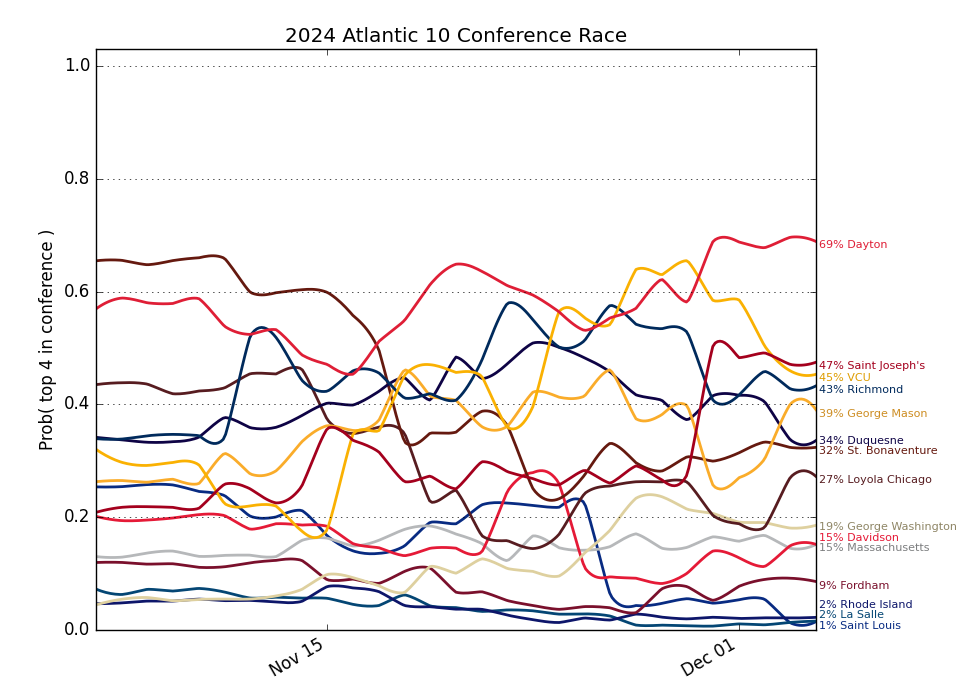 2024 Atlantic 10 Conference Race
Prob( top 4 in conference )
1.0
0.8
0.6
0.4
0.2
0.0
Nov 15
Dec 01
69% Dayton
47% Saint Joseph's
45% VCU
43% Richmond
39% George Mason
34% Duquesne
32% St. Bonaventure
27% Loyola Chicago
19% George Washington
15% Davidson
15% Massachusetts
9% Fordham
2% Rhode Island
2% La Salle
1% Saint Louis